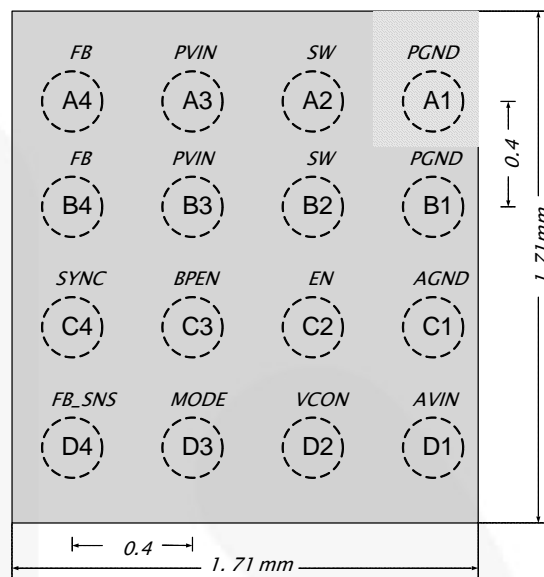 FB PVIN SW PGND
A4 A3 A2 A1
0.4
FB PVIN SW PGND
B4 B3 B2 B1
1.71mm
SYNC BPEN EN AGND
C4 C3 C2 C1
FB_SNS MODE VCON AVIN
D4 D3 D2 D1
0.4
1.71mm